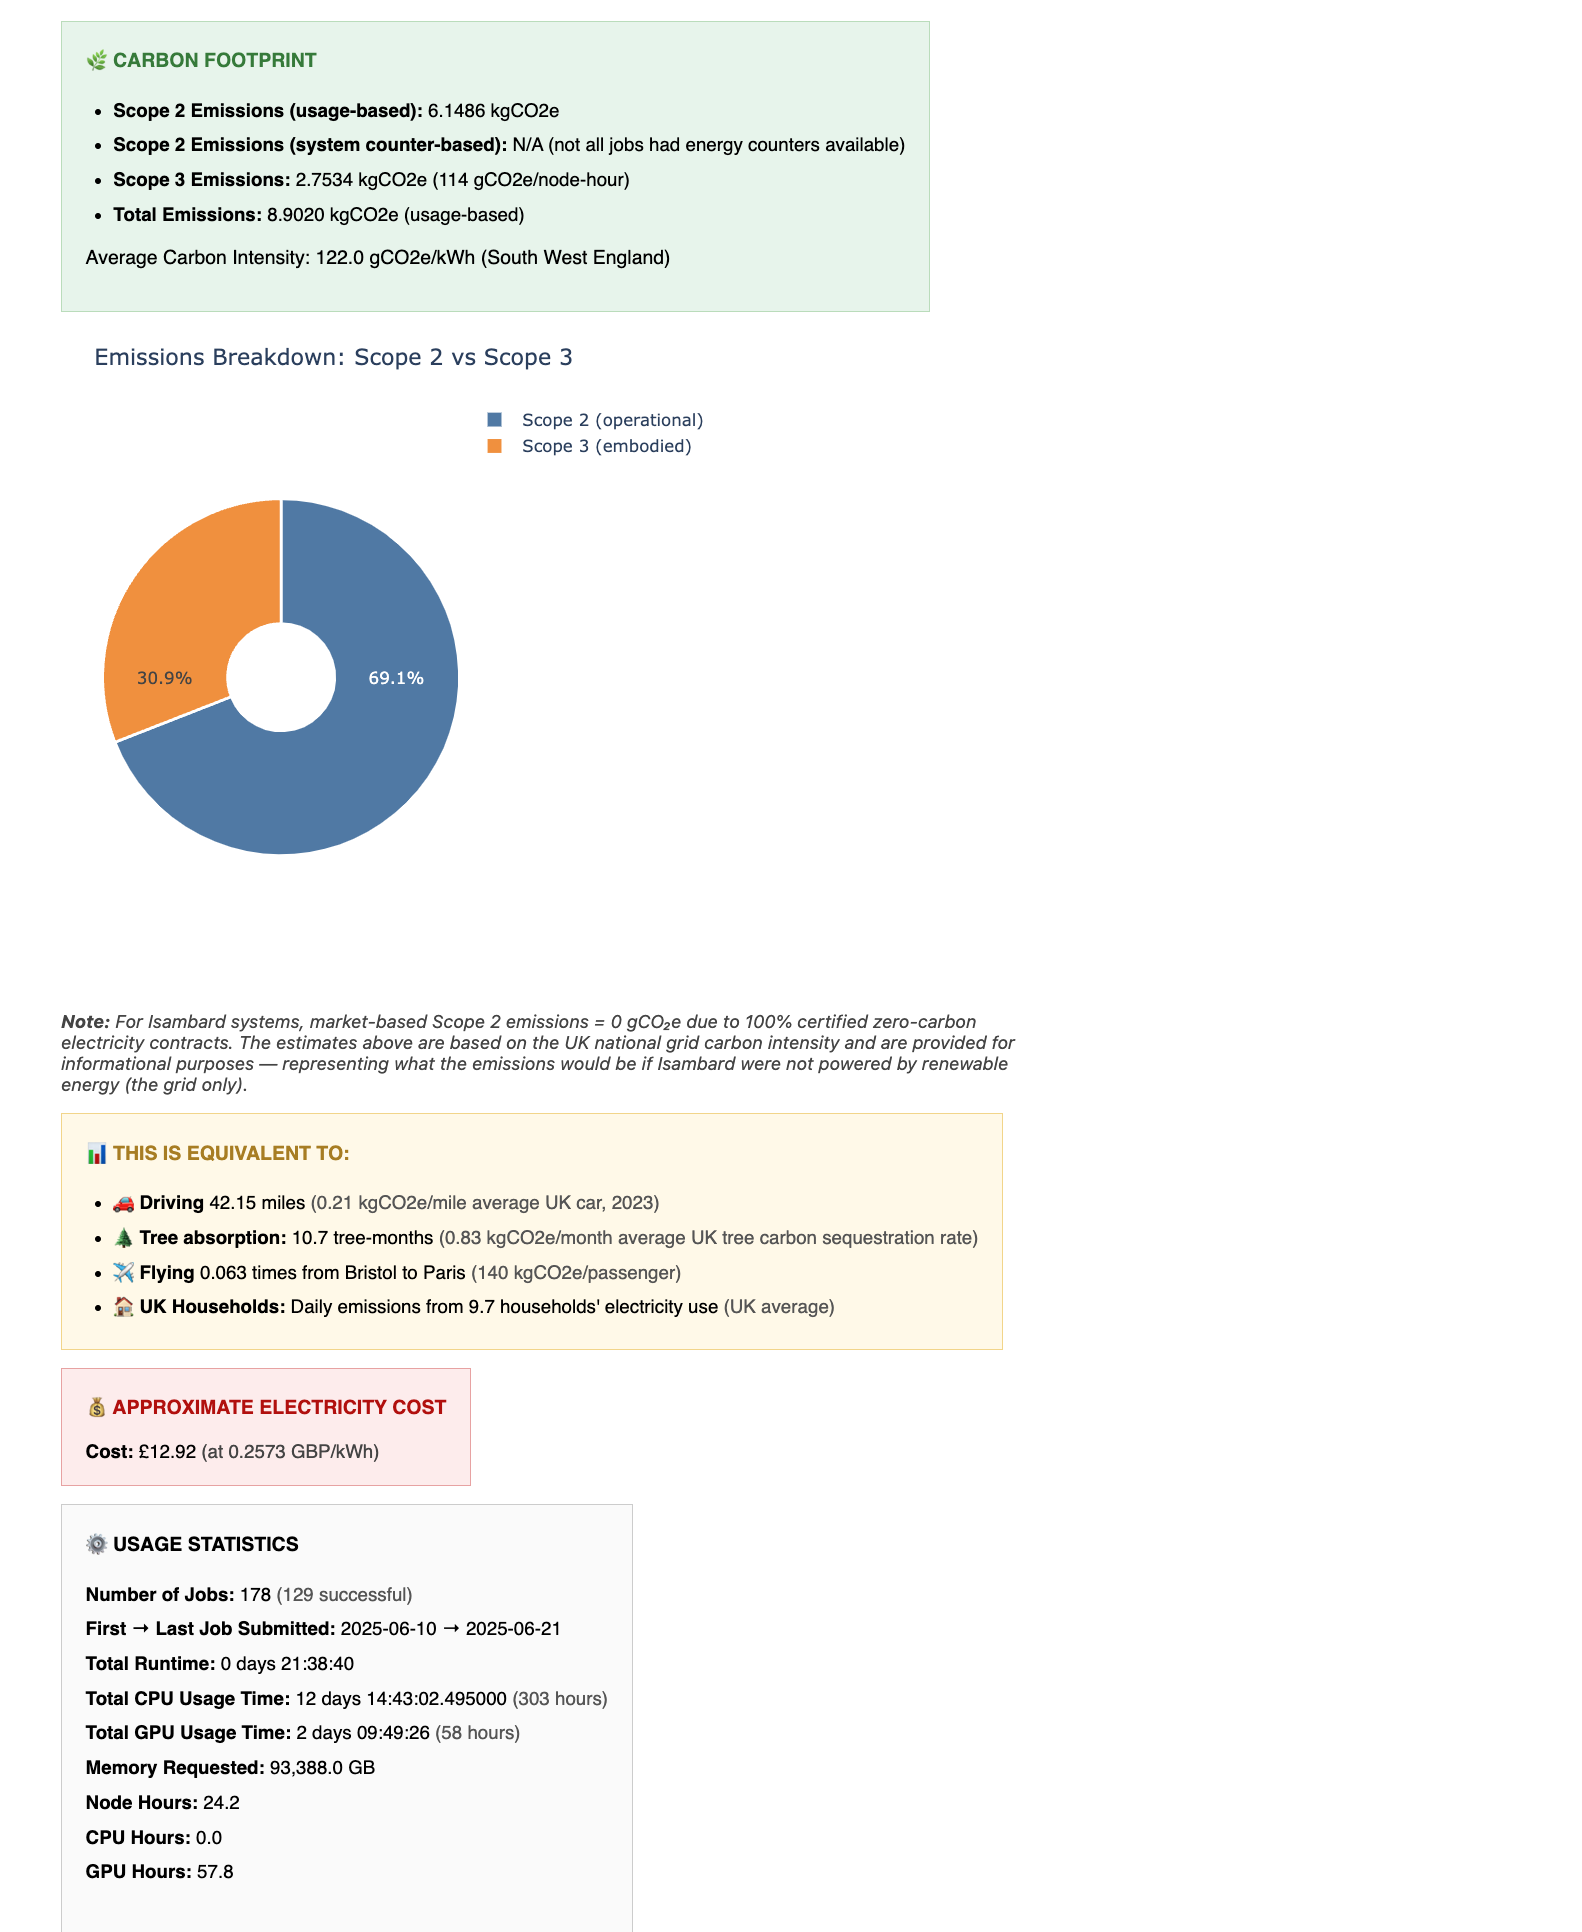 🌿 CARBON FOOTPRINT
• Scope 2 Emissions (usage-based): 6.1486 kgCO2e
• Scope 2 Emissions (system counter-based): N/A (not all jobs had energy counters available)
• Scope 3 Emissions: 2.7534 kgCO2e (114 gCO2e/node-hour)
• Total Emissions: 8.9020 kgCO2e (usage-based)
Average Carbon Intensity: 122.0 gCO2e/kWh (South West England)
Emissions Breakdown: Scope 2 vs Scope 3
Scope 2 (operational)
Scope 3 (embodied)
30.9%
69.1%
Note: For Isambard systems, market-based Scope 2 emissions = 0 gCO₂e due to 100% certified zero-carbon
electricity contracts. The estimates above are based on the UK national grid carbon intensity and are provided for
informational purposes — representing what the emissions would be if Isambard were not powered by renewable
energy (the grid only).
📊 THIS IS EQUIVALENT TO:
• 🚗 Driving 42.15 miles (0.21 kgCO2e/mile average UK car, 2023)
• 🌲 Tree absorption: 10.7 tree-months (0.83 kgCO2e/month average UK tree carbon sequestration rate)
• ✈️ Flying 0.063 times from Bristol to Paris (140 kgCO2e/passenger)
• 🏠 UK Households: Daily emissions from 9.7 households' electricity use (UK average)
💰 APPROXIMATE ELECTRICITY COST
Cost: £12.92 (at 0.2573 GBP/kWh)
⚙️ USAGE STATISTICS
Number of Jobs: 178 (129 successful)
First → Last Job Submitted: 2025-06-10 → 2025-06-21
Total Runtime: 0 days 21:38:40
Total CPU Usage Time: 12 days 14:43:02.495000 (303 hours)
Total GPU Usage Time: 2 days 09:49:26 (58 hours)
Memory Requested: 93,388.0 GB
Node Hours: 24.2
CPU Hours: 0.0
GPU Hours: 57.8